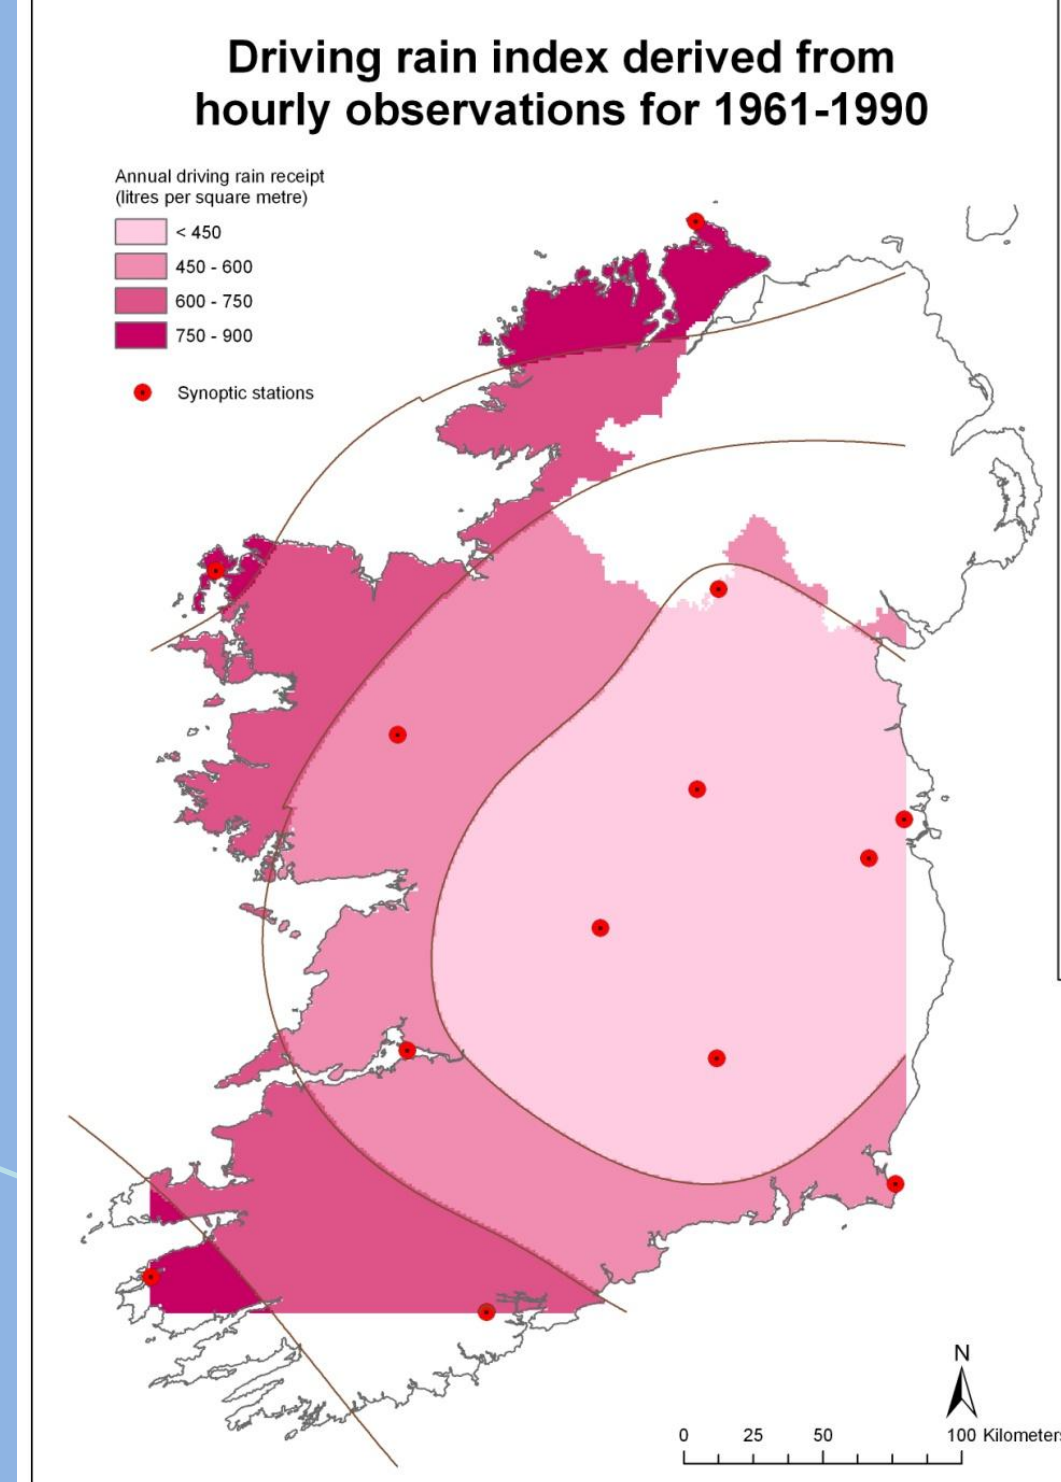 Driving rain index derived from
hourly observations for 1961-1990
Annual driving rain receipt
(litres per square metre)
< 450
450 - 600
600 - 750
750 - 900
Synoptic stations
N
0 25 50 100 Kilometers